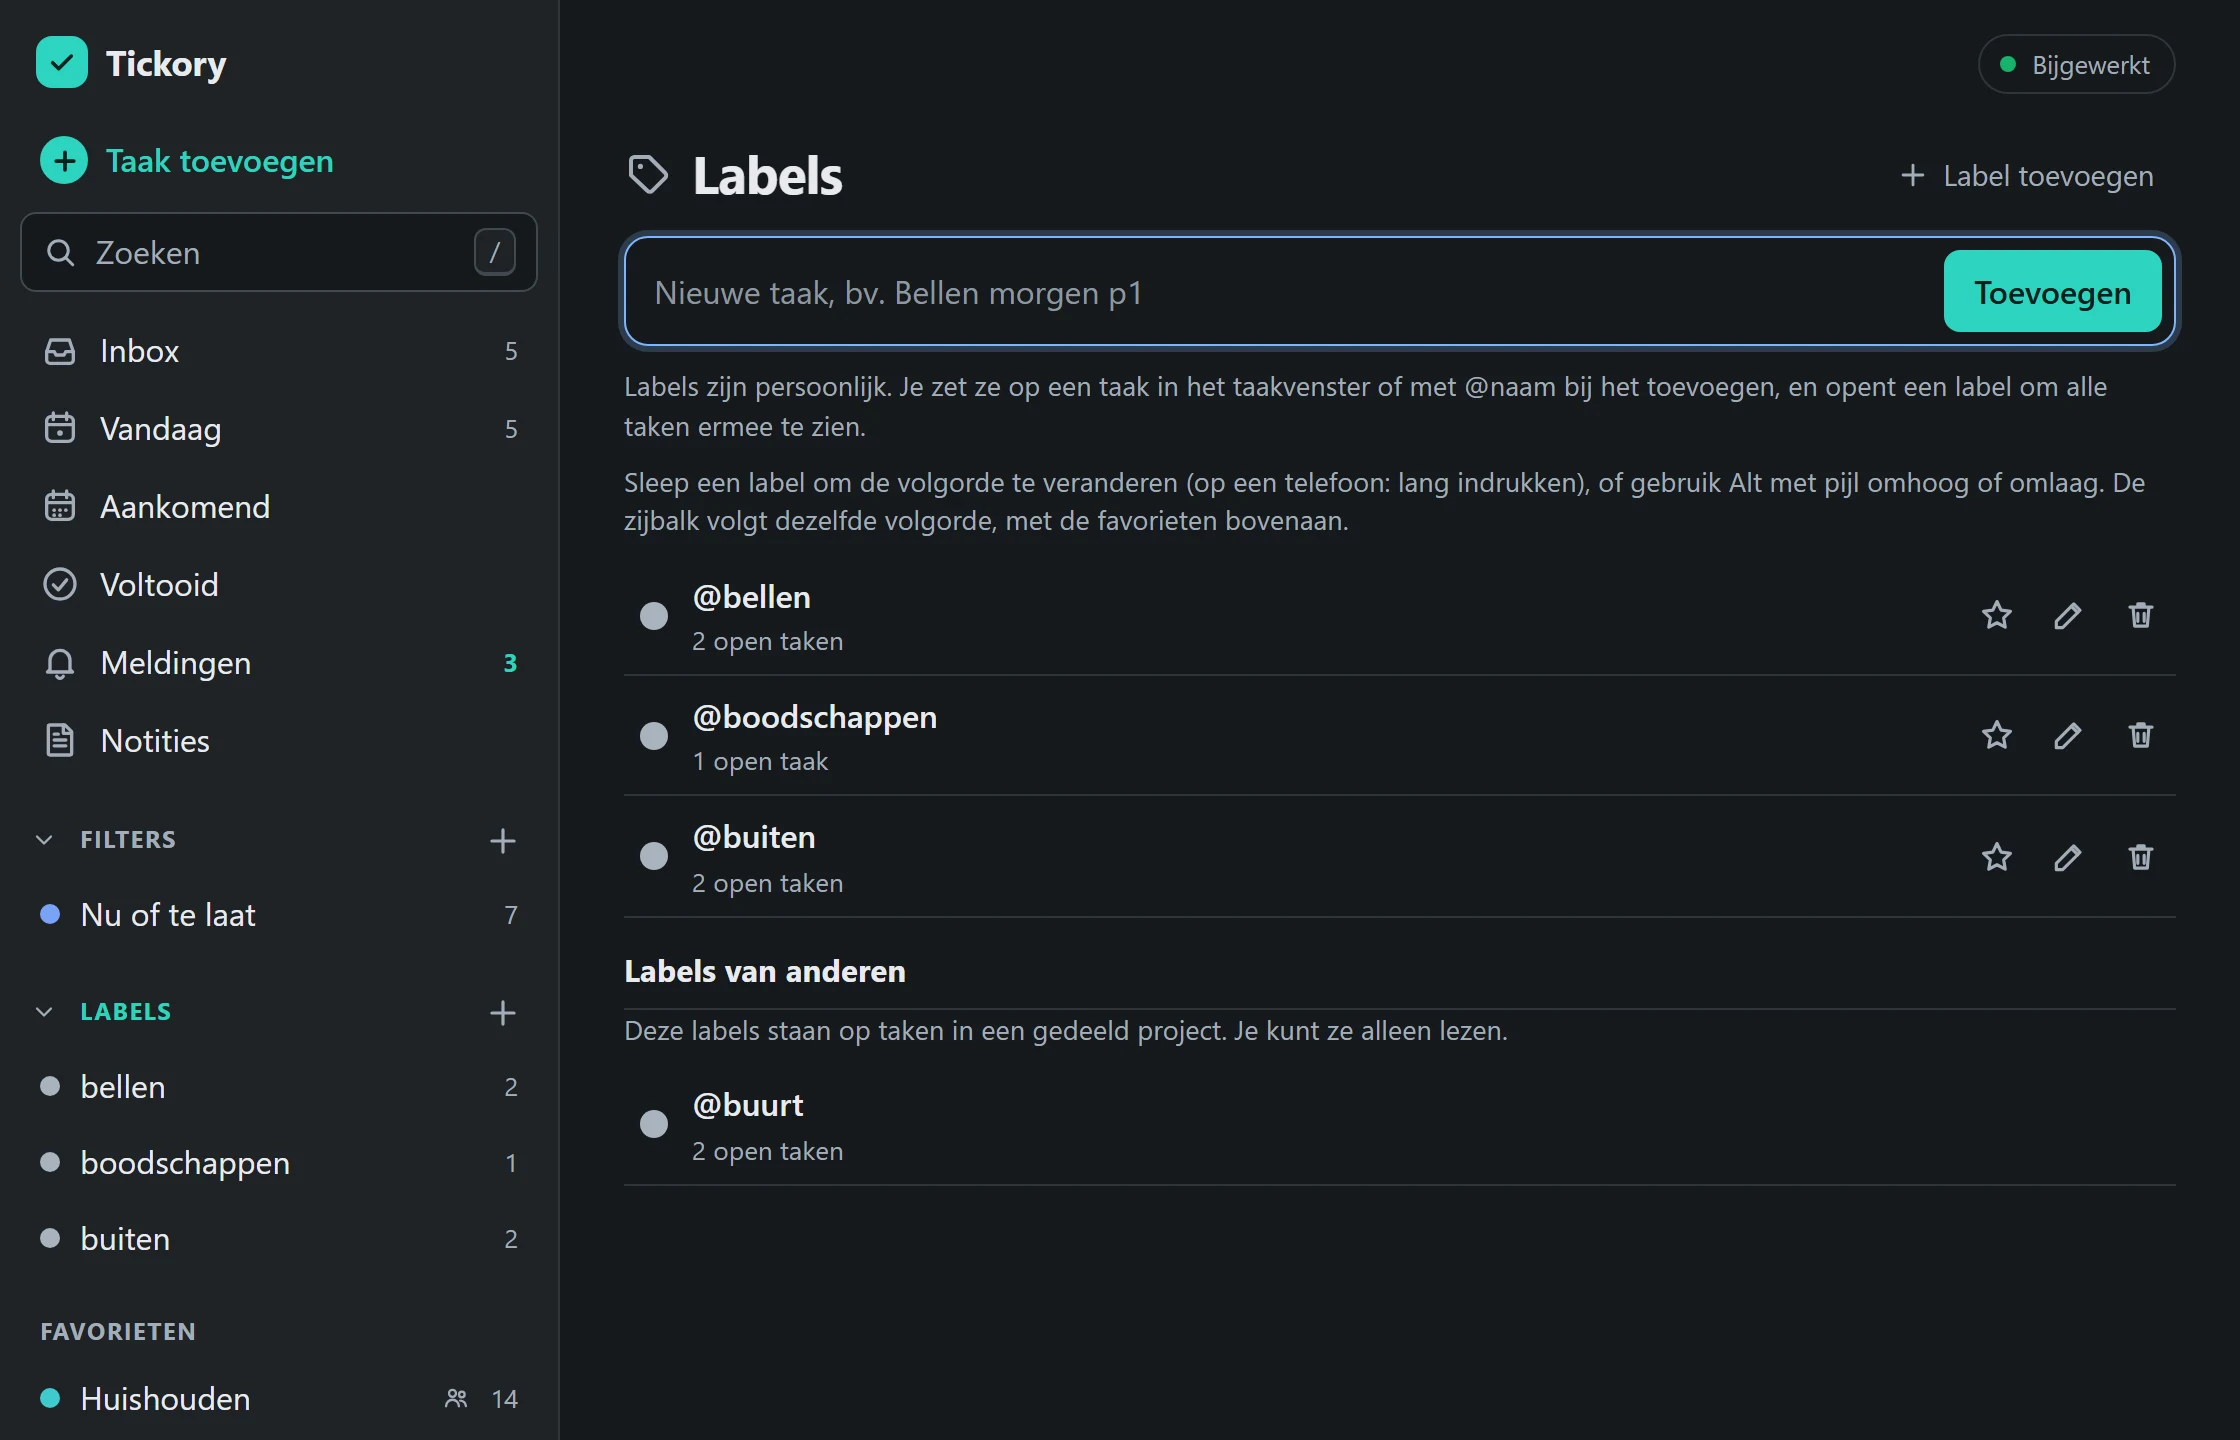 Tickory
Taak toevoegen
Zoeken /
Inbox 5
Vandaag 5
Aankomend
Voltooid
Meldingen 3
Notities
FILTERS
Nu of te laat 7
LABELS
bellen 2
boodschappen 1
buiten 2
FAVORIETEN
Huishouden 14
Bijgewerkt
Labels
Label toevoegen
Nieuwe taak, bv. Bellen morgen p1
Toevoegen
Labels zijn persoonlijk. Je zet ze op een taak in het taakvenster of met @naam bij het toevoegen, en opent een label om alle
taken ermee te zien.
Sleep een label om de volgorde te veranderen (op een telefoon: lang indrukken), of gebruik Alt met pijl omhoog of omlaag. De
zijbalk volgt dezelfde volgorde, met de favorieten bovenaan.
@bellen
2 open taken
@boodschappen
1 open taak
@buiten
2 open taken
Labels van anderen
Deze labels staan op taken in een gedeeld project. Je kunt ze alleen lezen.
@buurt
2 open taken